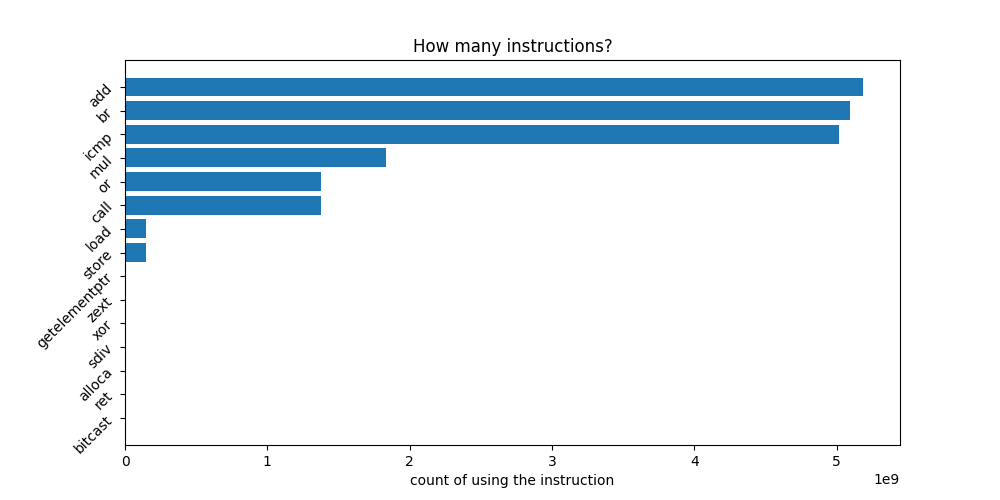 How many instructions?
add
br
icmp
mul
or
call
load
store
getelementptr
zext
xor
sdiv
alloca
ret
bitcast
0 1 2 3 4 5
1e9
count of using the instruction